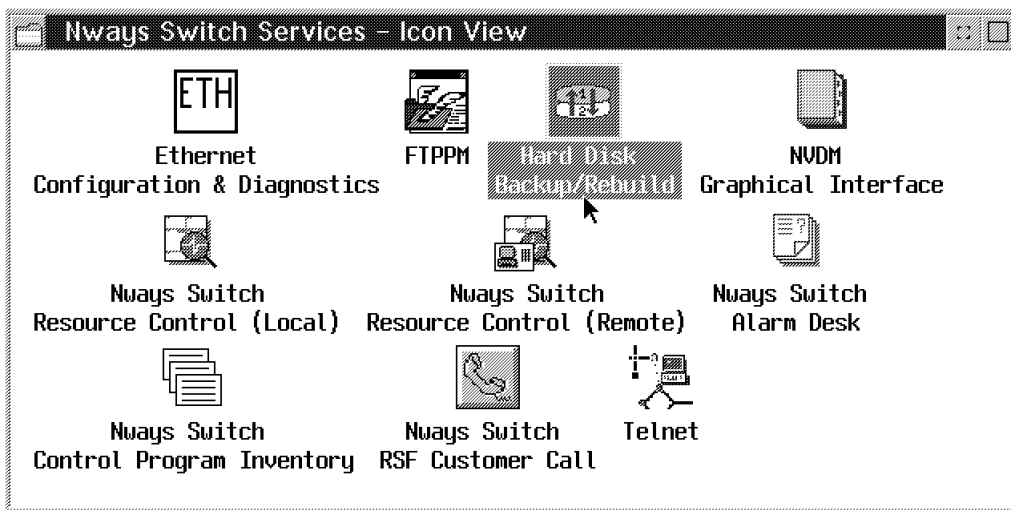 Nways Switch Services – Icon View
ETH
Ethernet
Configuration & Diagnostics
FTPPM
1
2
Hard Disk
Backup/Rebuild
NVDM
Graphical Interface
Nways Switch
Resource Control (Local)
Nways Switch
Resource Control (Remote)
?
Nways Switch
Alarm Desk
Nways Switch
Control Program Inventory
Nways Switch
RSF Customer Call
Telnet